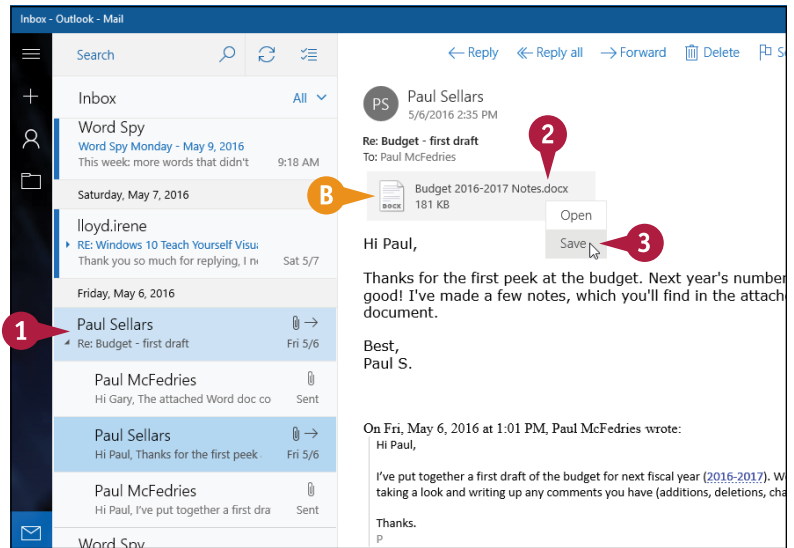 Inbox - Outlook - Mail
Search
Inbox
All
Word Spy
Word Spy Monday - May 9, 2016
This week: more words that didn't 9:18 AM
Saturday, May 7, 2016
lloyd.irene
RE: Windows 10 Teach Yourself Visu
Thank you so much for replying, I Sat 5/7
Friday, May 6, 2016
1
Paul Sellars
Re: Budget - first draft Fri 5/6
Paul McFedries
Hi Gary, The attached Word doc co Sent
Paul Sellars
Hi Paul, Thanks for the first peek Fri 5/6
Paul McFedries
Hi Paul, I've put together a first dra Sent
Word Spy
Reply Reply all Forward Delete
PS
Paul Sellars
5/6/2016 2:35 PM
Re: Budget - first draft
To: Paul McFedries
2
B
DOCX
Budget 2016-2017 Notes.docx
181 KB
Open
Save
3
Hi Paul,
Thanks for the first peek at the budget. Next year's number
good! I've made a few notes, which you'll find in the attach
document.
Best,
Paul S.
On Fri, May 6, 2016 at 1:01 PM, Paul McFedries wrote:
Hi Paul,
I've put together a first draft of the budget for next fiscal year (2016-2017). W
taking a look and writing up any comments you have (additions, deletions, cha
Thanks.
P